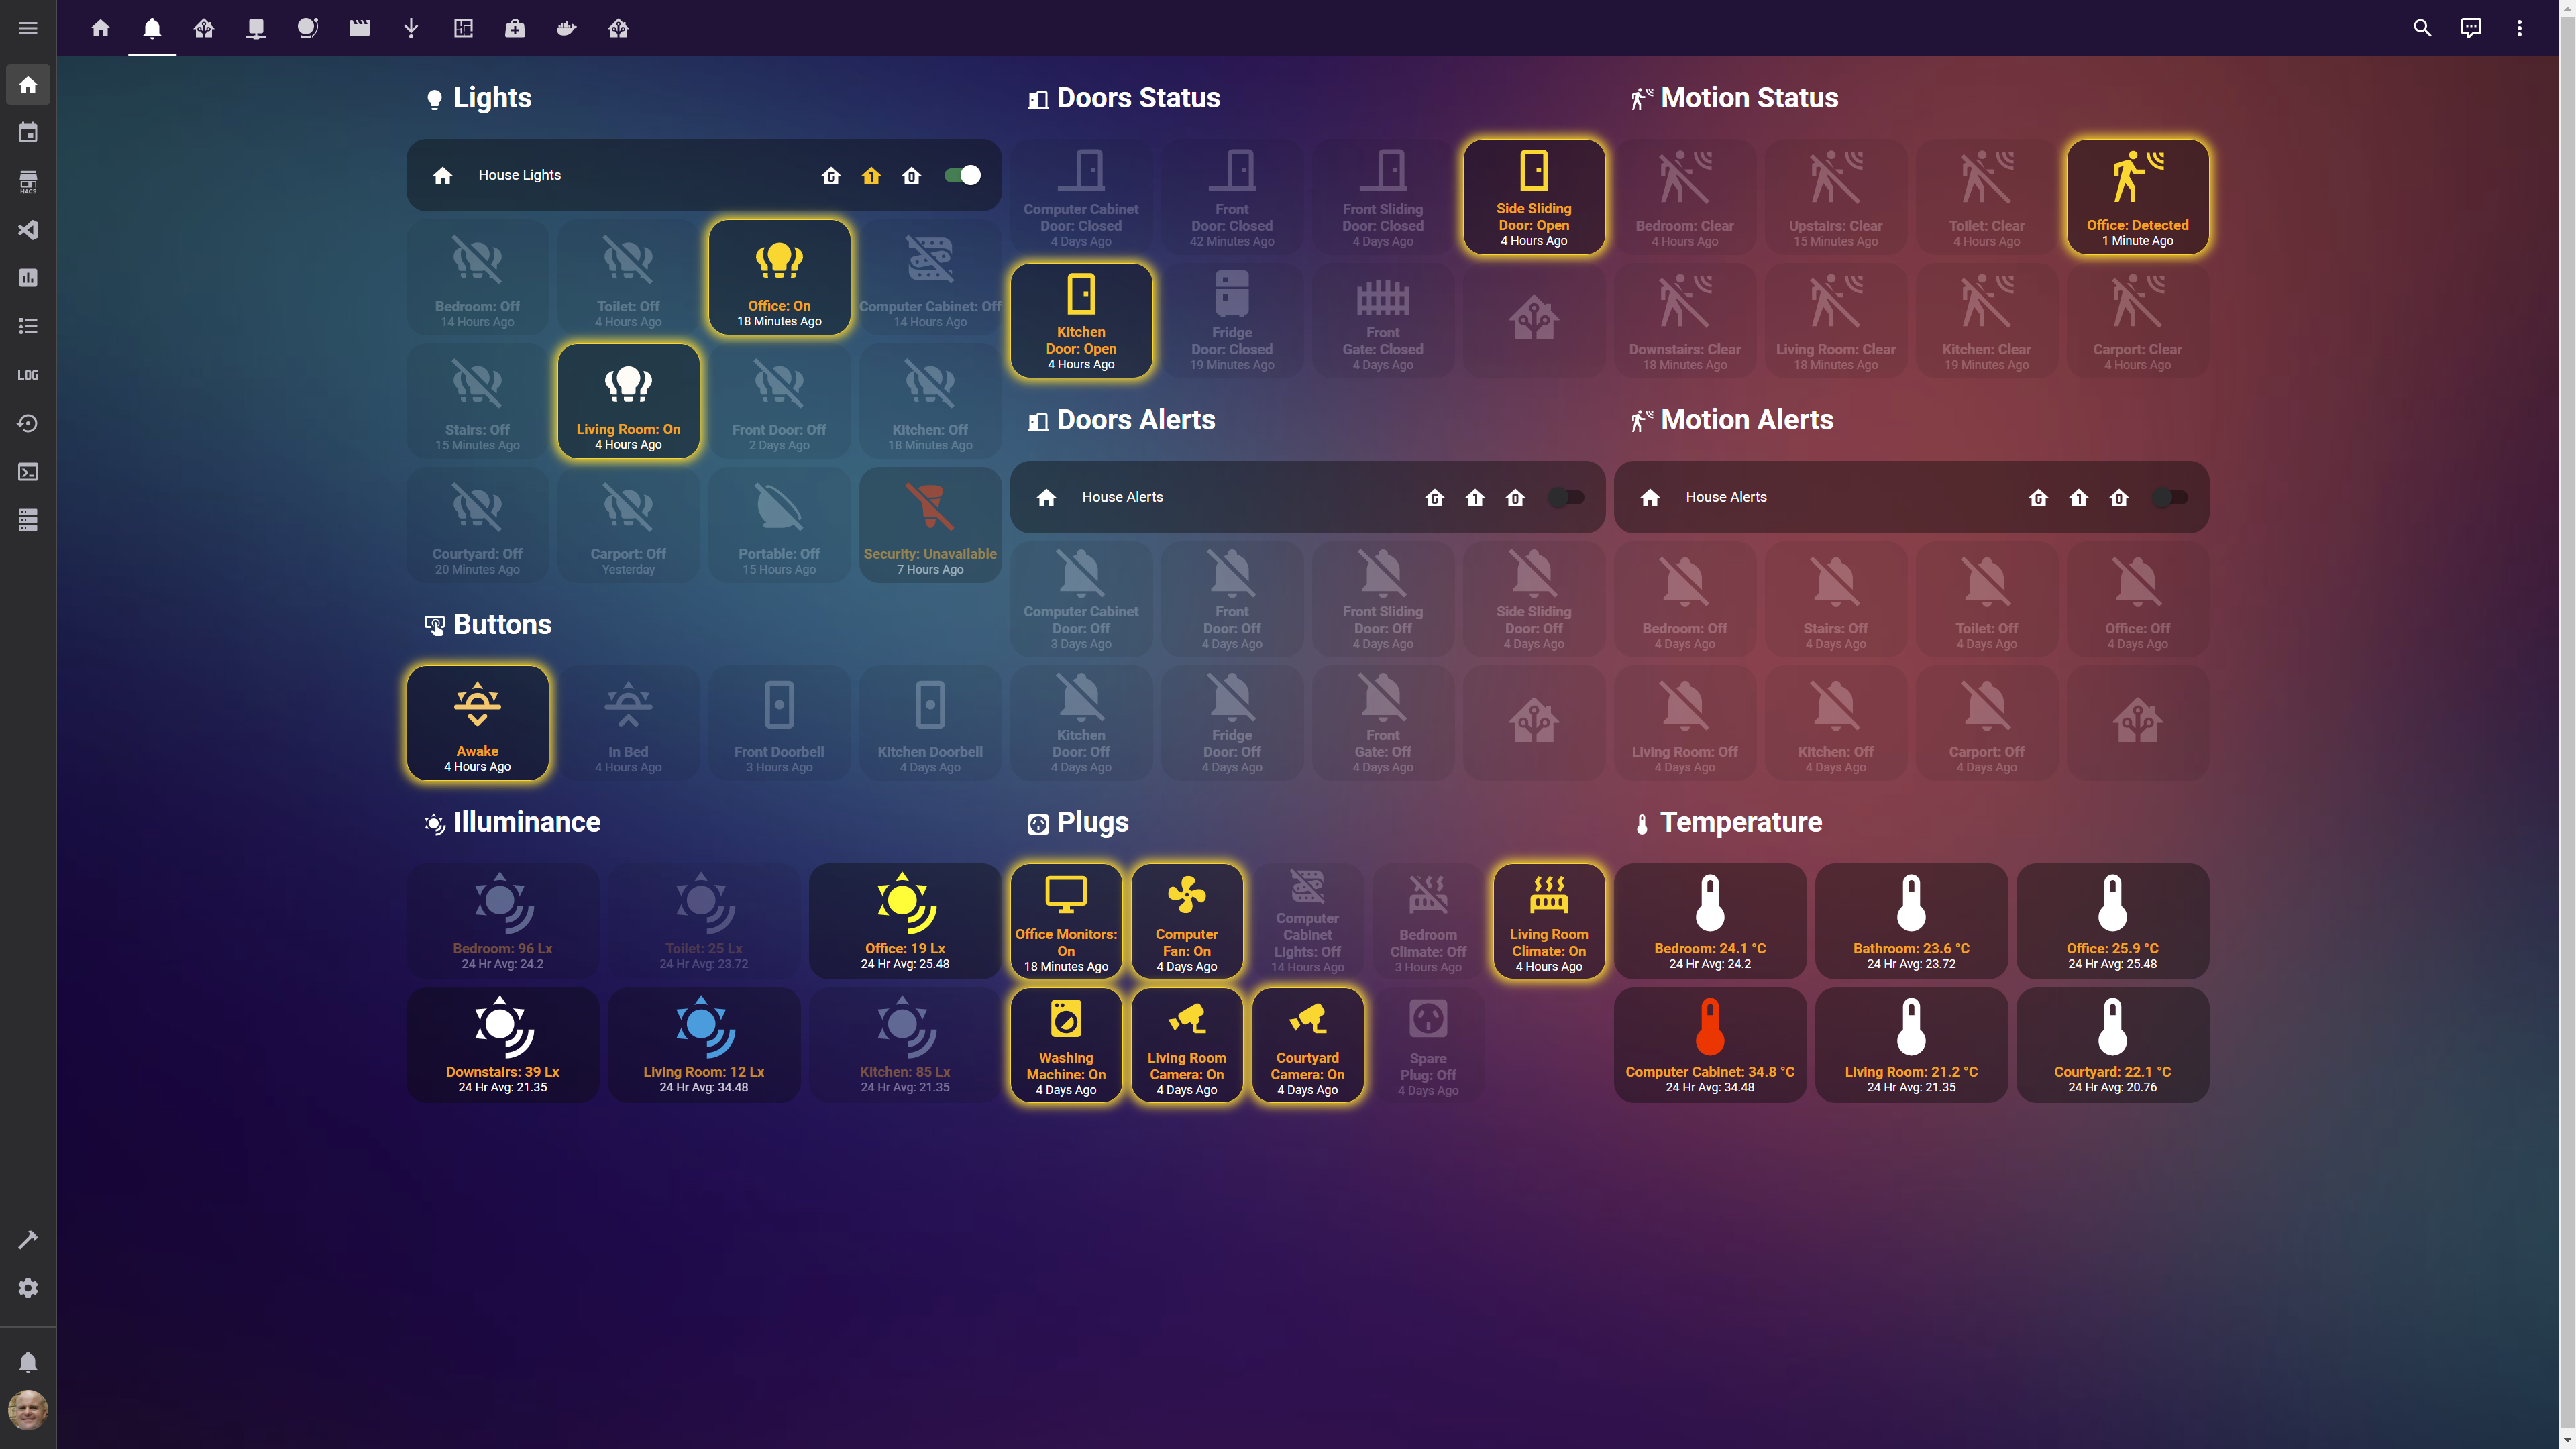 HACS
LOG
Lights
House Lights
G 1 0
Bedroom: Off
14 Hours Ago
Toilet: Off
4 Hours Ago
Office: On
18 Minutes Ago
Computer Cabinet: Off
14 Hours Ago
Stairs: Off
15 Minutes Ago
Living Room: On
4 Hours Ago
Front Door: Off
2 Days Ago
Kitchen: Off
18 Minutes Ago
Courtyard: Off
20 Minutes Ago
Carport: Off
Yesterday
Portable: Off
15 Hours Ago
Security: Unavailable
7 Hours Ago
Buttons
Awake
4 Hours Ago
In Bed
4 Hours Ago
Front Doorbell
3 Hours Ago
Kitchen Doorbell
4 Days Ago
Illuminance
Bedroom: 96 Lx
24 Hr Avg: 24.2
Toilet: 25 Lx
24 Hr Avg: 23.72
Office: 19 Lx
24 Hr Avg: 25.48
Downstairs: 39 Lx
24 Hr Avg: 21.35
Living Room: 12 Lx
24 Hr Avg: 34.48
Kitchen: 85 Lx
24 Hr Avg: 21.35
Doors Status
Computer Cabinet
Door: Closed
4 Days Ago
Front
Door: Closed
42 Minutes Ago
Front Sliding
Door: Closed
4 Days Ago
Side Sliding
Door: Open
4 Hours Ago
Kitchen
Door: Open
4 Hours Ago
Fridge
Door: Closed
19 Minutes Ago
Front
Gate: Closed
4 Days Ago
Doors Alerts
House Alerts
G 1 0
Computer Cabinet
Door: Off
3 Days Ago
Front
Door: Off
4 Days Ago
Front Sliding
Door: Off
4 Days Ago
Side Sliding
Door: Off
4 Days Ago
Kitchen
Door: Off
4 Days Ago
Fridge
Door: Off
4 Days Ago
Front
Gate: Off
4 Days Ago
Plugs
Office Monitors:
On
18 Minutes Ago
Computer
Fan: On
4 Days Ago
Computer
Cabinet
Lights: Off
14 Hours Ago
Bedroom
Climate: Off
3 Hours Ago
Living Room
Climate: On
4 Hours Ago
Washing
Machine: On
4 Days Ago
Living Room
Camera: On
4 Days Ago
Courtyard
Camera: On
4 Days Ago
Spare
Plug: Off
4 Days Ago
Motion Status
Bedroom: Clear
4 Hours Ago
Upstairs: Clear
15 Minutes Ago
Toilet: Clear
4 Hours Ago
Office: Detected
1 Minute Ago
Downstairs: Clear
18 Minutes Ago
Living Room: Clear
18 Minutes Ago
Kitchen: Clear
19 Minutes Ago
Carport: Clear
4 Hours Ago
Motion Alerts
House Alerts
G 1 0
Bedroom: Off
4 Days Ago
Stairs: Off
4 Days Ago
Toilet: Off
4 Days Ago
Office: Off
4 Days Ago
Living Room: Off
4 Days Ago
Kitchen: Off
4 Days Ago
Carport: Off
4 Days Ago
Temperature
Bedroom: 24.1 °C
24 Hr Avg: 24.2
Bathroom: 23.6 °C
24 Hr Avg: 23.72
Office: 25.9 °C
24 Hr Avg: 25.48
Computer Cabinet: 34.8 °C
24 Hr Avg: 34.48
Living Room: 21.2 °C
24 Hr Avg: 21.35
Courtyard: 22.1 °C
24 Hr Avg: 20.76